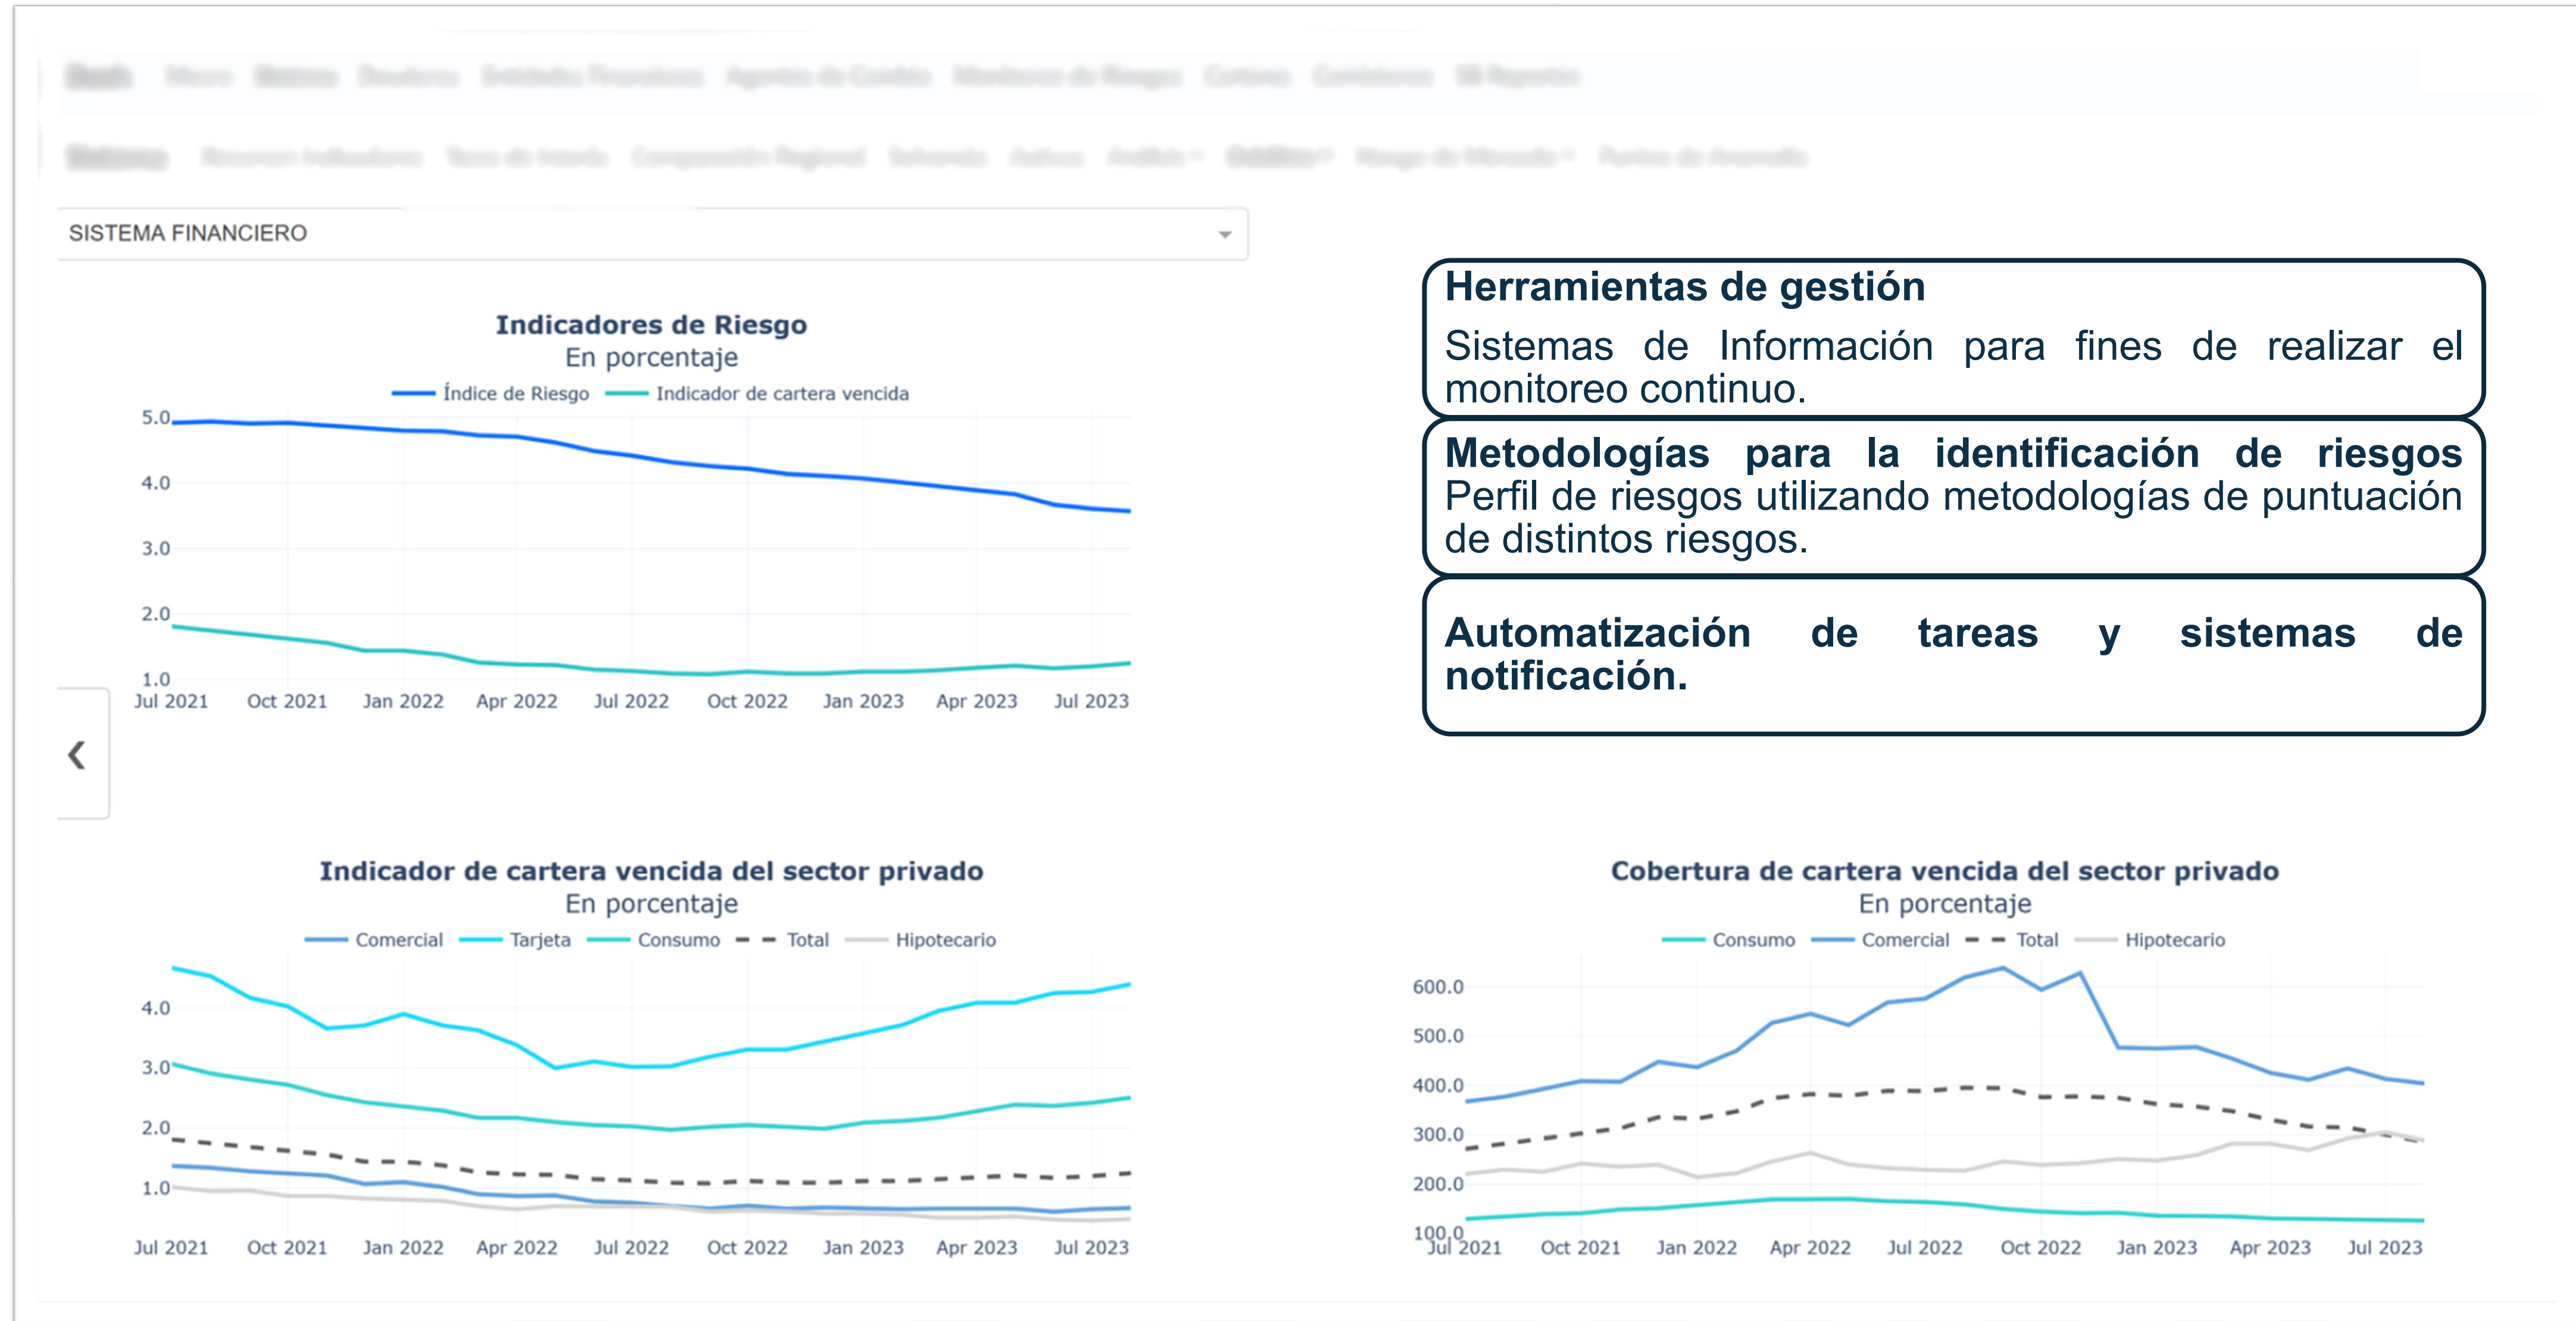 SISTEMA FINANCIERO
Indicadores de Riesgo
En porcentaje
Índice de Riesgo Indicador de cartera vencida
5.0
4.0
3.0
2.0
1.0
Jul 2021 Oct 2021 Jan 2022 Apr 2022 Jul 2022 Oct 2022 Jan 2023 Apr 2023 Jul 2023
Herramientas de gestión
Sistemas de Información para fines de realizar el
monitoreo continuo.
Metodologías para la identificación de riesgos
Perfil de riesgos utilizando metodologías de puntuación
de distintos riesgos.
Automatización de tareas y sistemas de
notificación.
Indicador de cartera vencida del sector privado
En porcentaje
Comercial Tarjeta Consumo Total Hipotecario
4.0
3.0
2.0
1.0
Jul 2021 Oct 2021 Jan 2022 Apr 2022 Jul 2022 Oct 2022 Jan 2023 Apr 2023 Jul 2023
Cobertura de cartera vencida del sector privado
En porcentaje
Consumo Comercial Total Hipotecario
600.0
500.0
400.0
300.0
200.0
100.0
Jul 2021 Oct 2021 Jan 2022 Apr 2022 Jul 2022 Oct 2022 Jan 2023 Apr 2023 Jul 2023